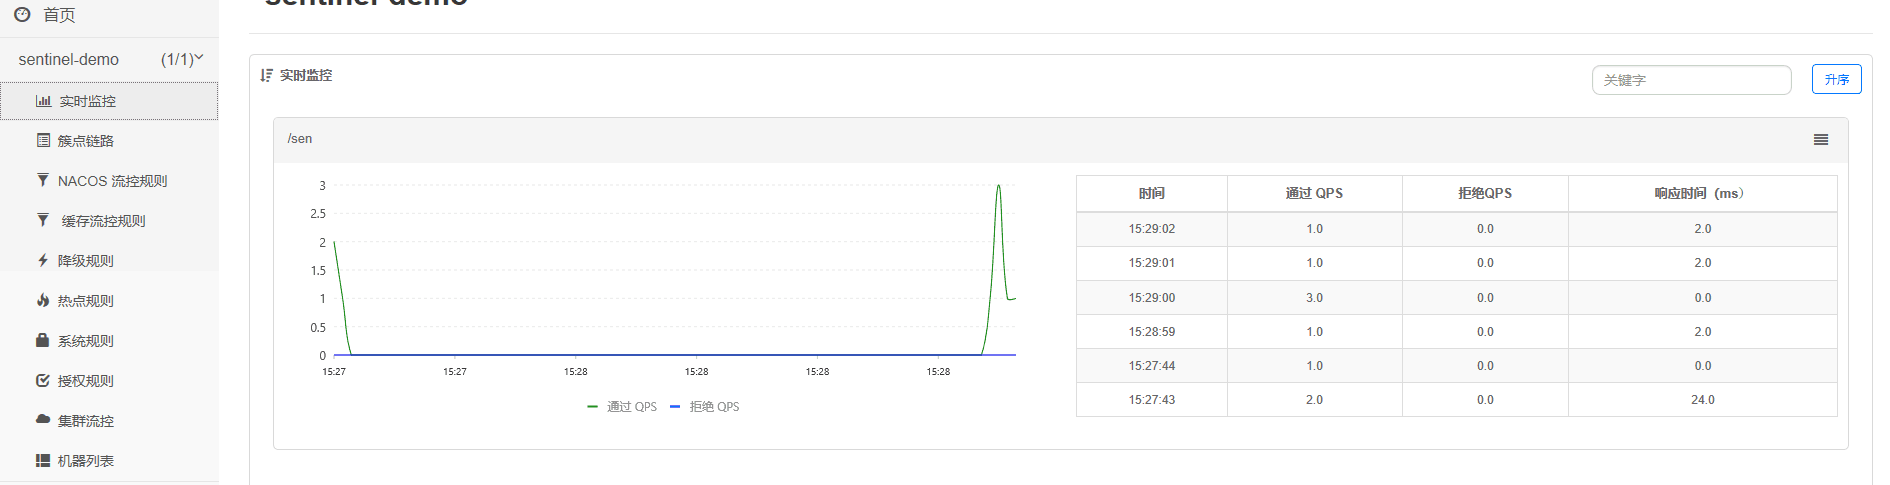 sentinel-demo
首页
sentinel-demo (1/1)
实时监控
簇点链路
NACOS 流控规则
缓存流控规则
降级规则
热点规则
系统规则
授权规则
集群流控
机器列表
实时监控
关键字
升序
/sen
3
2.5
2
1.5
1
0.5
0
15:27 15:27 15:28 15:28 15:28 15:28
通过 QPS 拒绝 QPS
时间 通过 QPS 拒绝QPS 响应时间（ms）
15:29:02 1.0 0.0 2.0
15:29:01 1.0 0.0 2.0
15:29:00 3.0 0.0 0.0
15:28:59 1.0 0.0 2.0
15:27:44 1.0 0.0 0.0
15:27:43 2.0 0.0 24.0